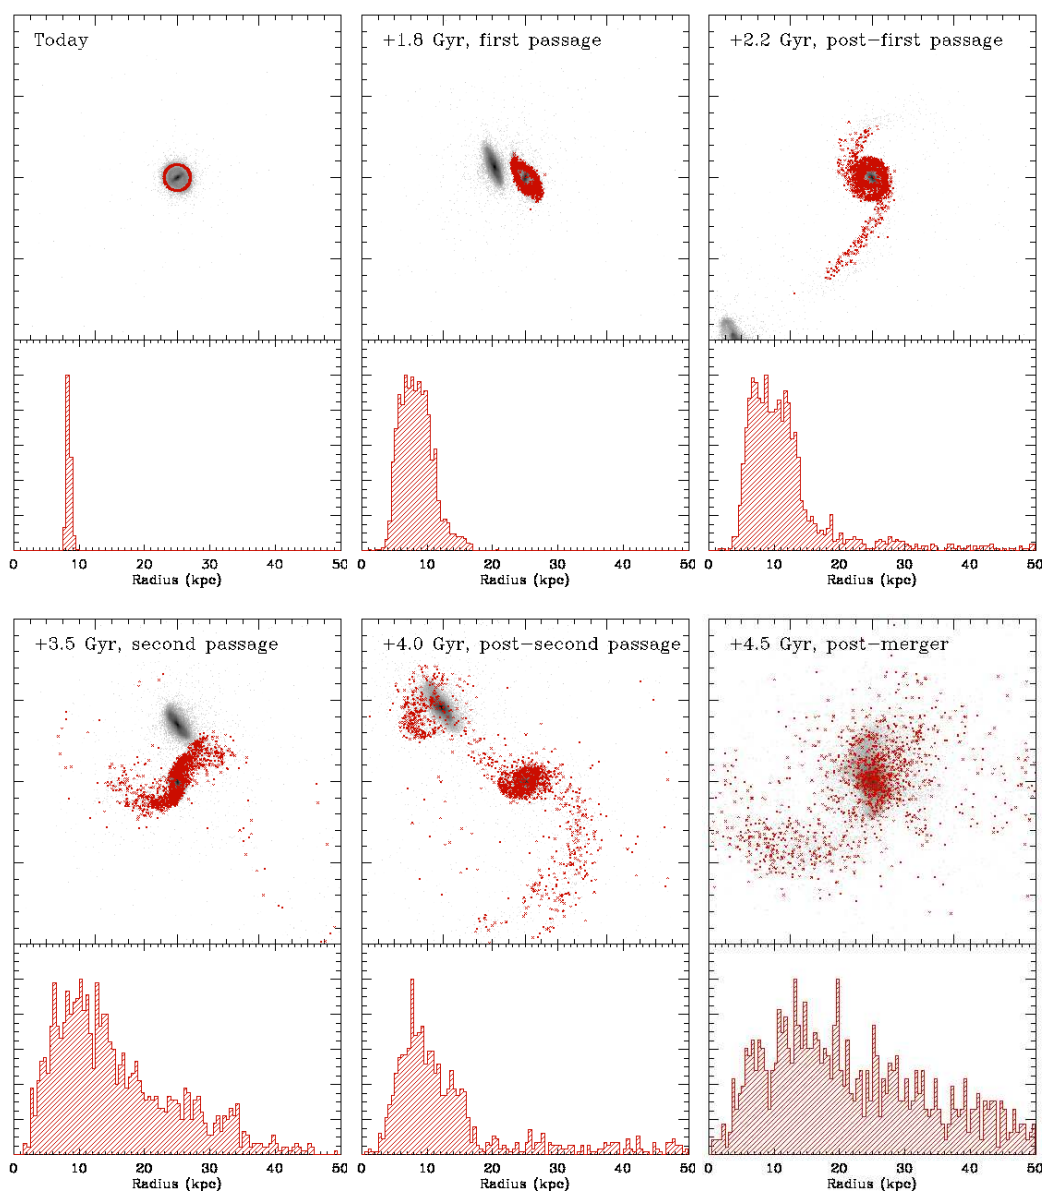 Today
+1.8 Gyr, first passage
+2.2 Gyr, post-first passage
0 10 20 30 40 50
Radius (kpc)
0 10 20 30 40 50
Radius (kpc)
0 10 20 30 40 50
Radius (kpc)
+3.5 Gyr, second passage
+4.0 Gyr, post-second passage
+4.5 Gyr, post-merger
0 10 20 30 40 50
Radius (kpc)
0 10 20 30 40 50
Radius (kpc)
0 10 20 30 40 50
Radius (kpc)